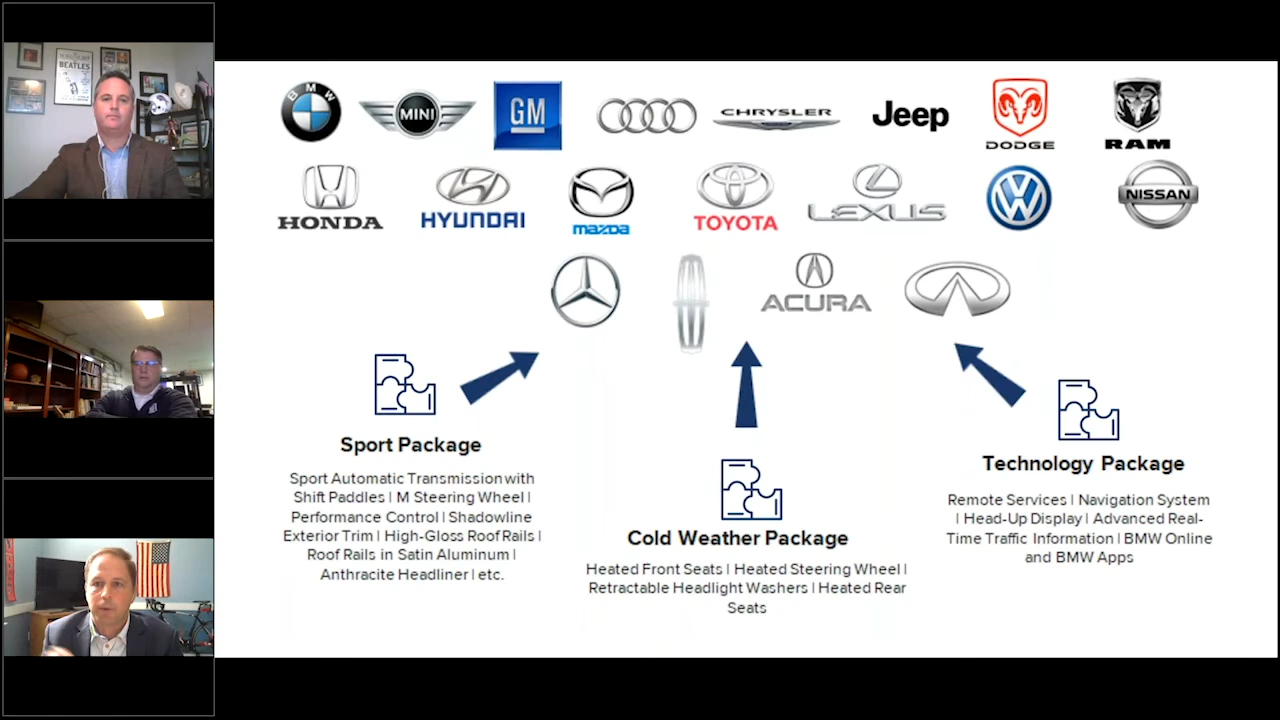 BEATLES
BMW
MINI
GM
CHRYSLER
Jeep
DODGE
RAM
HONDA
HYUNDAI
mazda
TOYOTA
LEXUS
NISSAN
ACURA
Sport Package
Sport Automatic Transmission with
Shift Paddles | M Steering Wheel |
Performance Control | Shadowline
Exterior Trim | High-Gloss Roof Rails |
Roof Rails in Satin Aluminum |
Anthracite Headliner | etc.
Cold Weather Package
Heated Front Seats | Heated Steering Wheel |
Retractable Headlight Washers | Heated Rear
Seats
Technology Package
Remote Services | Navigation System
| Head-Up Display | Advanced Real-
Time Traffic Information | BMW Online
and BMW Apps